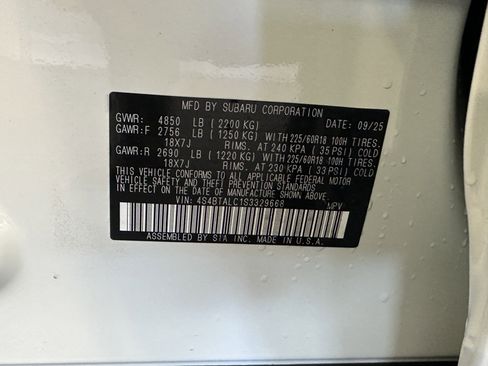 MFD BY SUBARU CORPORATION
GVWR: 4850 LB ( 2200 KG) DATE: 09/25
GAWR:F 2756 LB ( 1250 KG) WITH 225/60R18 100H TIRES.
18X7J RIMS. AT 240 KPA ( 35 PSI) COLD
GAWR:R 2690 LB ( 1220 KG) WITH 225/60R18 100H TIRES.
18X7J RIMS. AT 230 KPA ( 33 PSI) COLD
THIS VEHICLE CONFORMS TO ALL APPLICABLE FEDERAL MOTOR
VEHICLE SAFETY AND THEFT PREVENTION STANDARDS
IN EFFECT ON THE DATE OF MANUFACTURE SHOWN ABOVE.
VIN: 4S4BTALC1S3329668 MPV
ASSEMBLED BY SIA INC. MADE IN U.S.A.